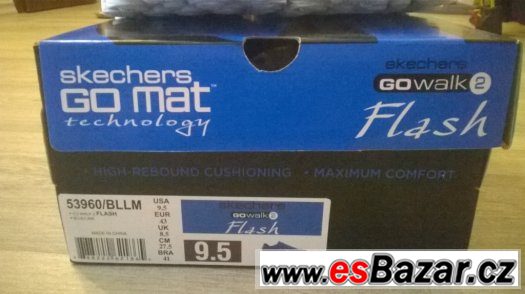 skechers
GO mat™
technology
skechers
GOwalk 2
Flash
• HIGH-REBOUND CUSHIONING • MAXIMUM COMFORT
53960/BLLM
FLASH
MADE IN CHINA
USA
9.5
EUR
43
UK
8.5
CM
27.5
BRA
41
skechers
GOwalk 2
Flash
9.5
www.esBazar.cz